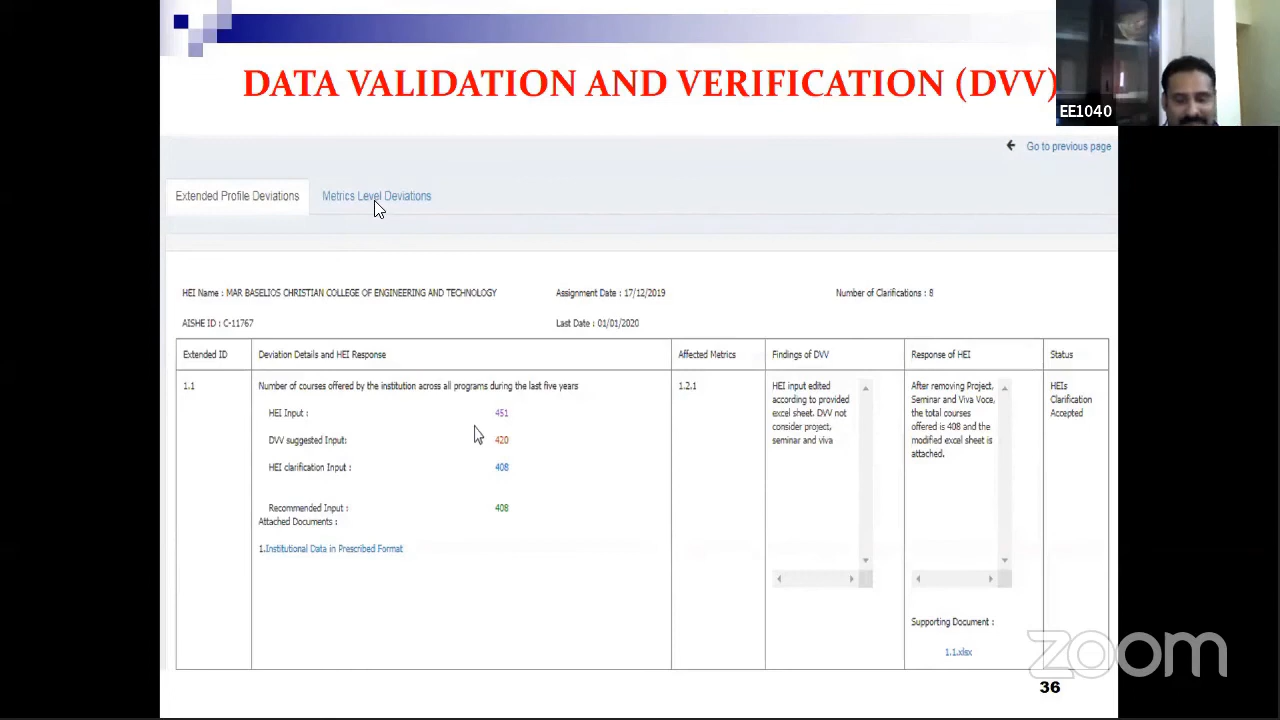 DATA VALIDATION AND VERIFICATION (DVV)
EE1040
Go to previous page
Extended Profile Deviations
Metrics Level Deviations
HEI Name : MAR BASELIOS CHRISTIAN COLLEGE OF ENGINEERING AND TECHNOLOGY
Assignment Date : 17/12/2019
Number of Clarifications : 8
AISHE ID : C-11767
Last Date : 01/01/2020
Extended ID
Deviation Details and HEI Response
Affected Metrics
Findings of DVV
Response of HEI
Status
1.1
Number of courses offered by the institution across all programs during the last five years
HEI Input : 451
DVV suggested Input: 420
HEI clarification Input : 408
Recommended Input : 408
Attached Documents :
1.Institutional Data in Prescribed Format
1.2.1
HEI input edited
according to provided
excel sheet. DVV not
consider project,
seminar and viva
After removing Project,
Seminar and Viva Voce,
the total courses
offered is 408 and the
modified excel sheet is
attached.
Supporting Document :
1.1.xlsx
HEIs
Clarification
Accepted
zoom
36